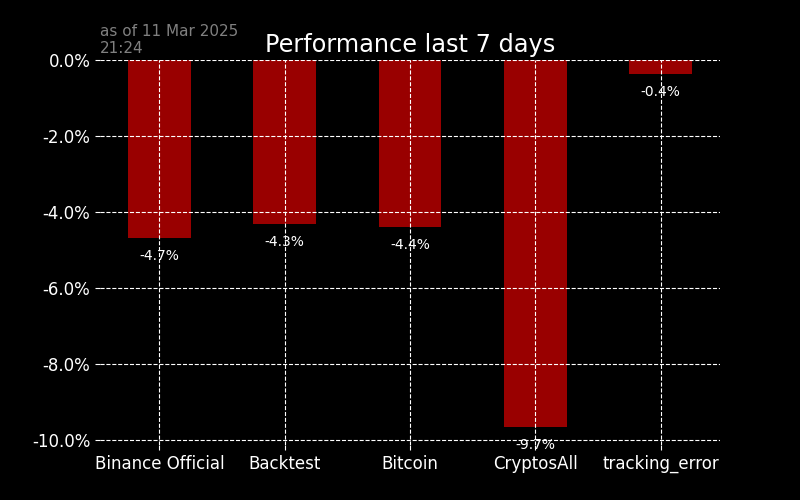 as of 11 Mar 2025
21:24
Performance last 7 days
0.0%
-2.0%
-4.0%
-6.0%
-8.0%
-10.0%
-4.7%
-4.3%
-4.4%
-9.7%
-0.4%
Binance Official
Backtest
Bitcoin
CryptosAll
tracking_error